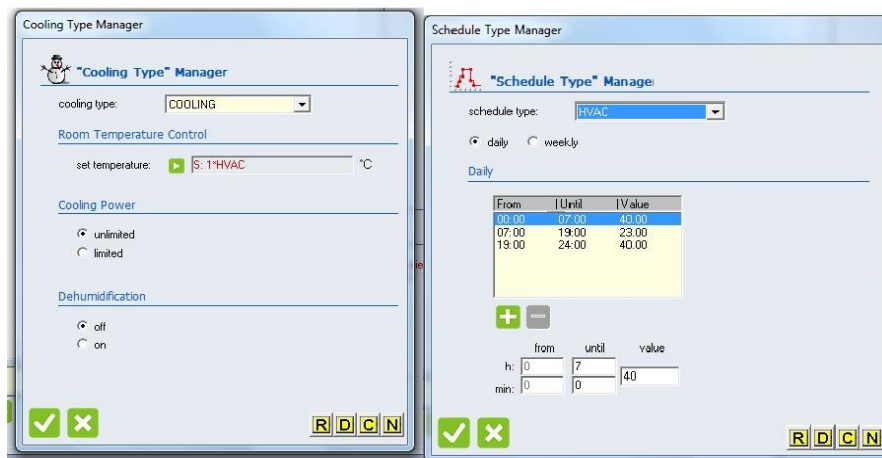 Cooling Type Manager
"Cooling Type" Manager
cooling type: COOLING
Room Temperature Control
set temperature: S: 1*HVAC °C
Cooling Power
unlimited
limited
Dehumidification
off
on
R D C N
Schedule Type Manager
"Schedule Type" Manager
schedule type: HVAC
daily weekly
Daily
From | Until | Value
00:00 07:00 40.00
07:00 19:00 23.00
19:00 24:00 40.00
from until value
h: 0 7 40
min: 0 0
R D C N